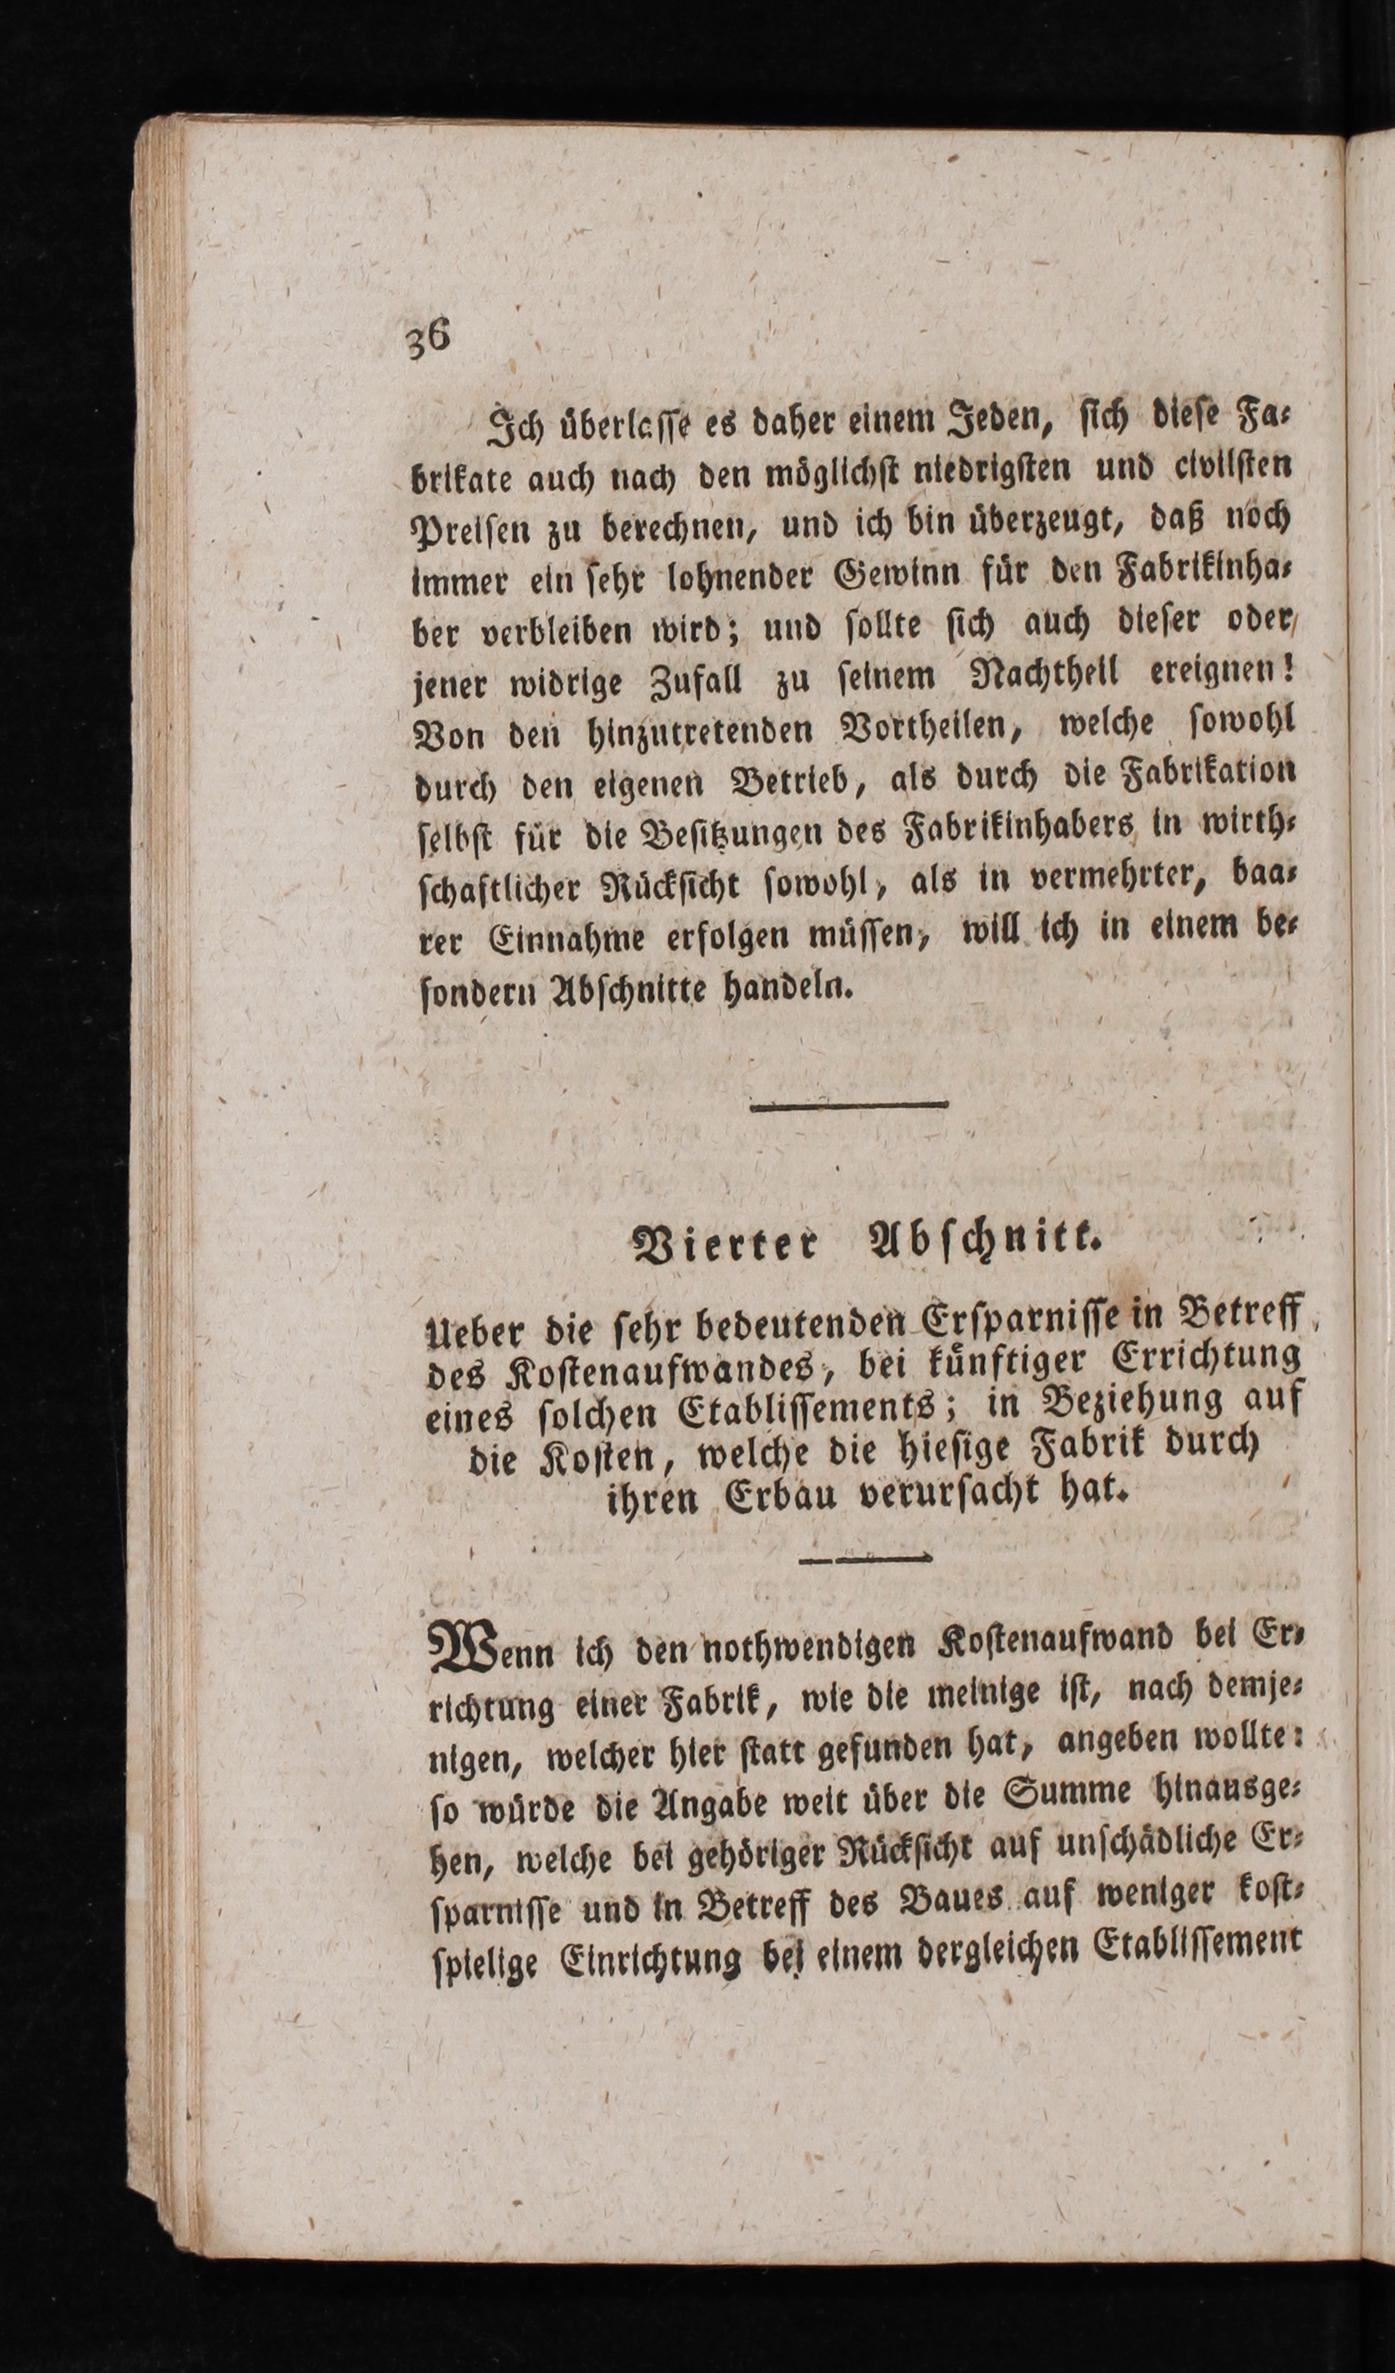 36
Ich überlaſſe es daher einem Jeden, ſich dieſe Fa⸗
brikate auch nach den möglichſt niedrigſten und civilſten
Preiſen zu berechnen, und ich bin überzeugt, daß noch
immer ein ſehr lohnender Gewinn für den Fabrikinha⸗
ber verbleiben wird; und ſollte ſich auch dieſer oder
jener widrige Zufall zu ſeinem Nachtheil ereignen!
Von den hinzutretenden Vortheilen, welche ſowohl
durch den eigenen Betrieb, als durch die Fabrikation
ſelbſt für die Beſitzungen des Fabrikinhabers in wirth⸗
ſchaftlicher Rückſicht ſowohl, als in vermehrter, baa⸗
rer Einnahme erfolgen müſſen, will ich in einem be⸗
ſondern Abſchnitte handeln.
Vierter Abſchnitt.
Ueber die ſehr bedeutenden Erſparniſſe in Betreff
des Koſtenaufwandes, bei künftiger Errichtung
eines ſolchen Etabliſſements; in Beziehung auf
die Koſten, welche die hieſige Fabrik durch
ihren Erbau verurſacht hat.
Wenn ich den nothwendigen Koſtenaufwand bei Er⸗
richtung einer Fabrik, wie die meinige iſt, nach demje⸗
nigen, welcher hier ſtatt gefunden hat, angeben wollte:
ſo würde die Angabe weit über die Summe hinausge⸗
hen, welche bei gehöriger Rückſicht auf unſchädliche Er⸗
ſparniſſe und in Betreff des Baues auf weniger koſt⸗
ſpielige Einrichtung bei einem dergleichen Etabliſſement